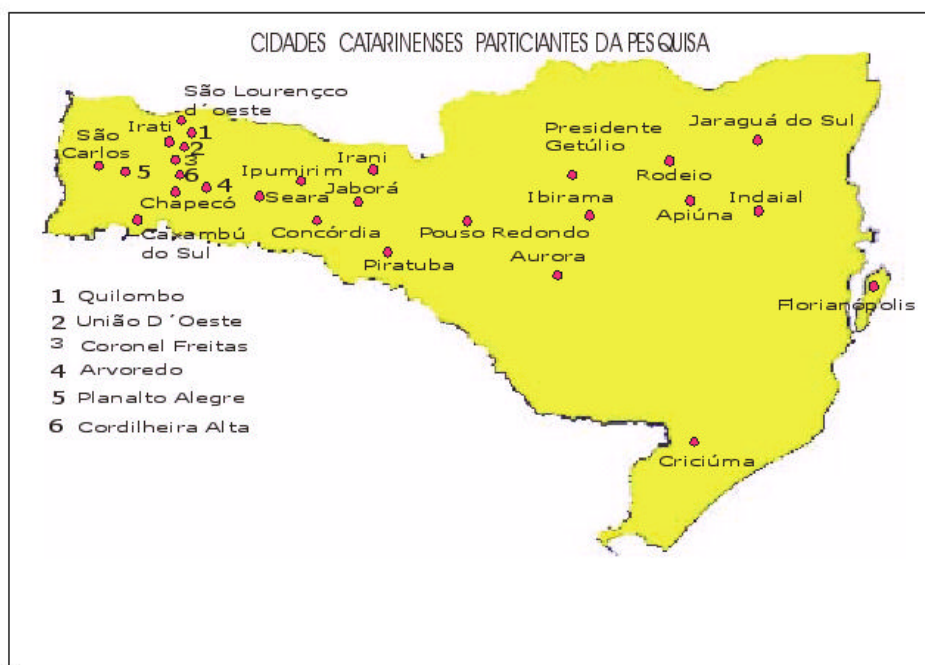 CIDADES CATARINENSES PARTICIANTES DA PESQUISA
São Lourençco
d´oeste
Irati
1
2
São
Carlos
3
5
6
4
Chapecó
Caxambú
do Sul
Ipumirim
Seara
Irani
Jaborá
Concórdia
Piratuba
Pouso Redondo
Presidente
Getúlio
Ibirama
Aurora
Jaraguá do Sul
Rodeio
Apiúna
Indaial
Florianópolis
Criciúma
1 Quilombo
2 União D´Oeste
3 Coronel Freitas
4 Arvoredo
5 Planalto Alegre
6 Cordilheira Alta